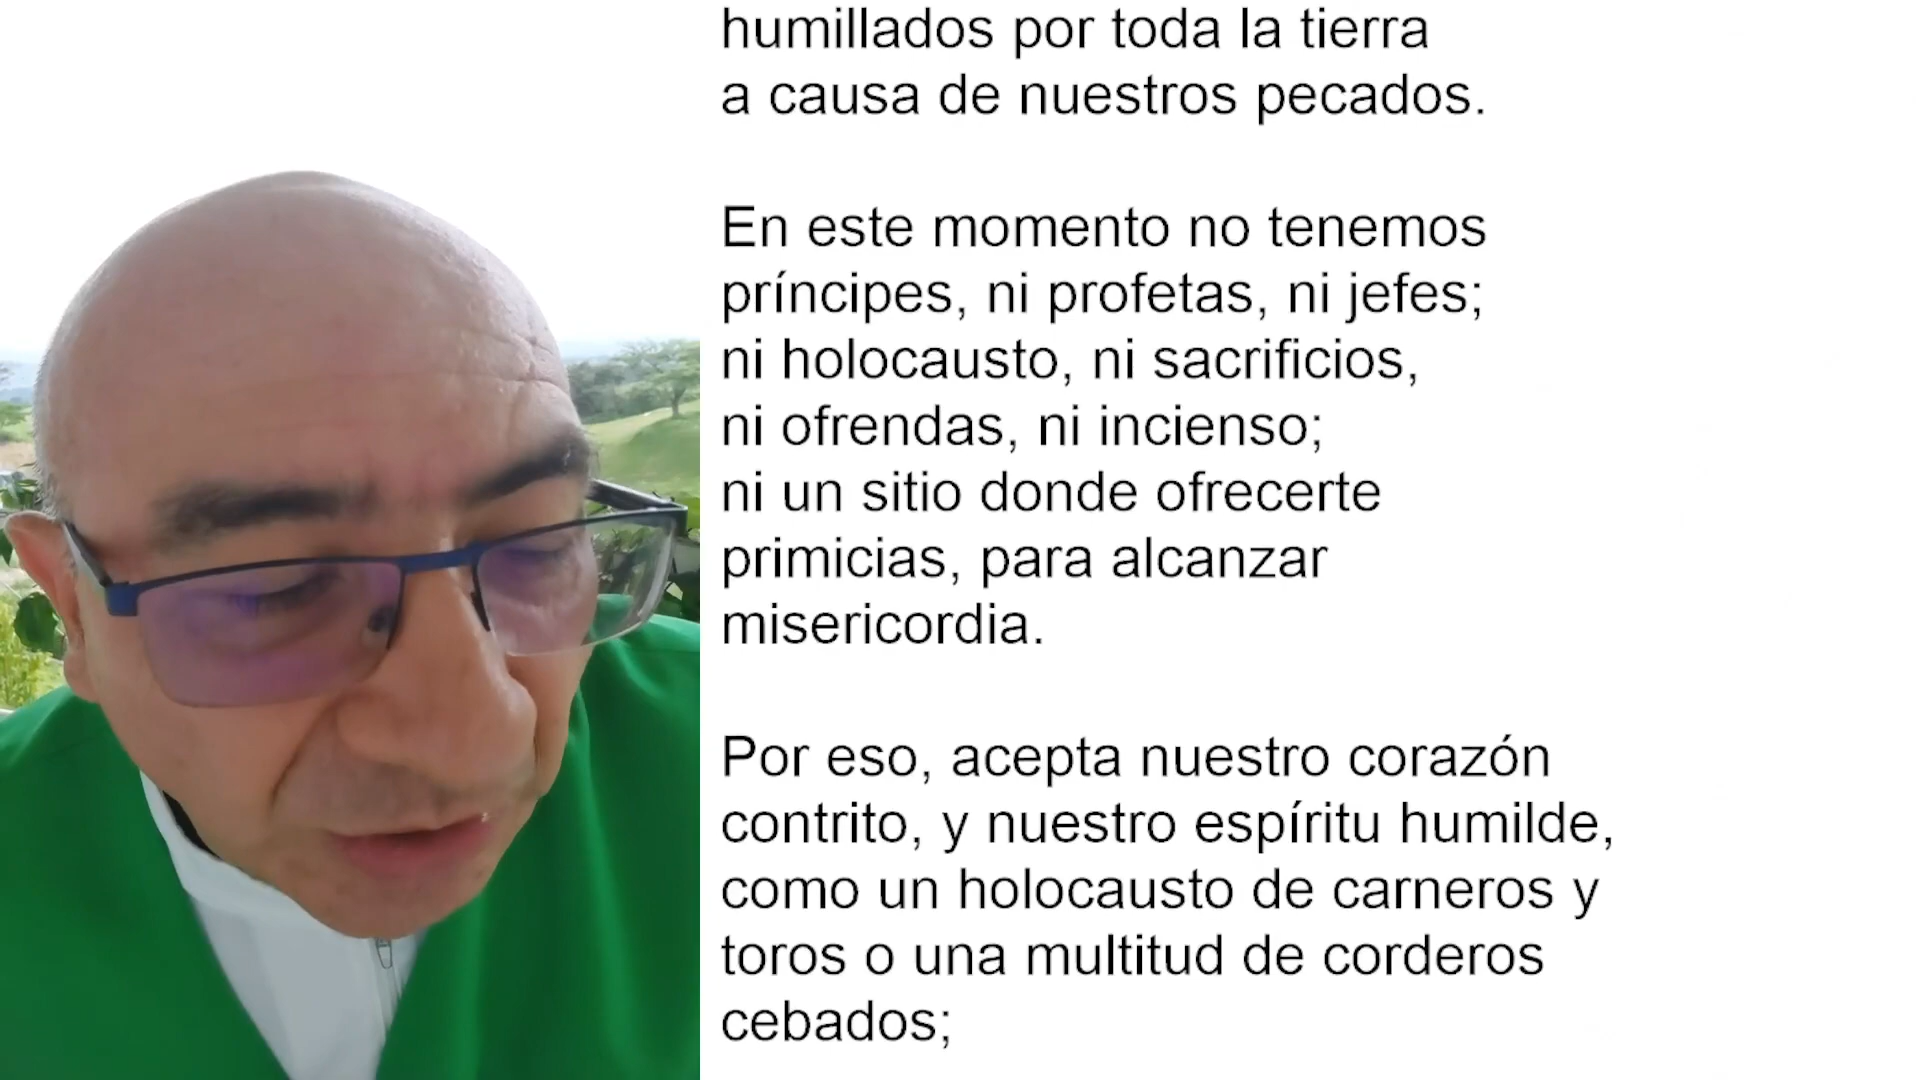 humillados por toda la tierra
a causa de nuestros pecados.
En este momento no tenemos
príncipes, ni profetas, ni jefes;
ni holocausto, ni sacrificios,
ni ofrendas, ni incienso;
ni un sitio donde ofrecerte
primicias, para alcanzar
misericordia.
Por eso, acepta nuestro corazón
contrito, y nuestro espíritu humilde,
como un holocausto de carneros y
toros o una multitud de corderos
cebados;